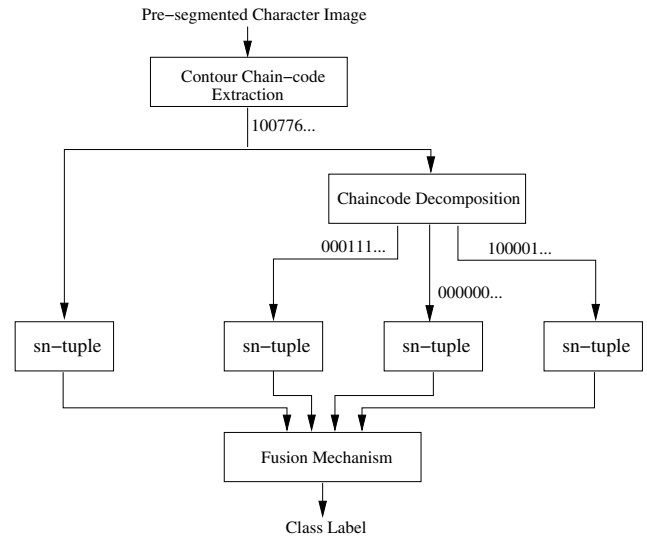 Pre-segmented Character Image
Contour Chain-code
Extraction
100776...
Chaincode Decomposition
000111...
100001...
000000...
sn-tuple
sn-tuple
sn-tuple
sn-tuple
Fusion Mechanism
Class Label